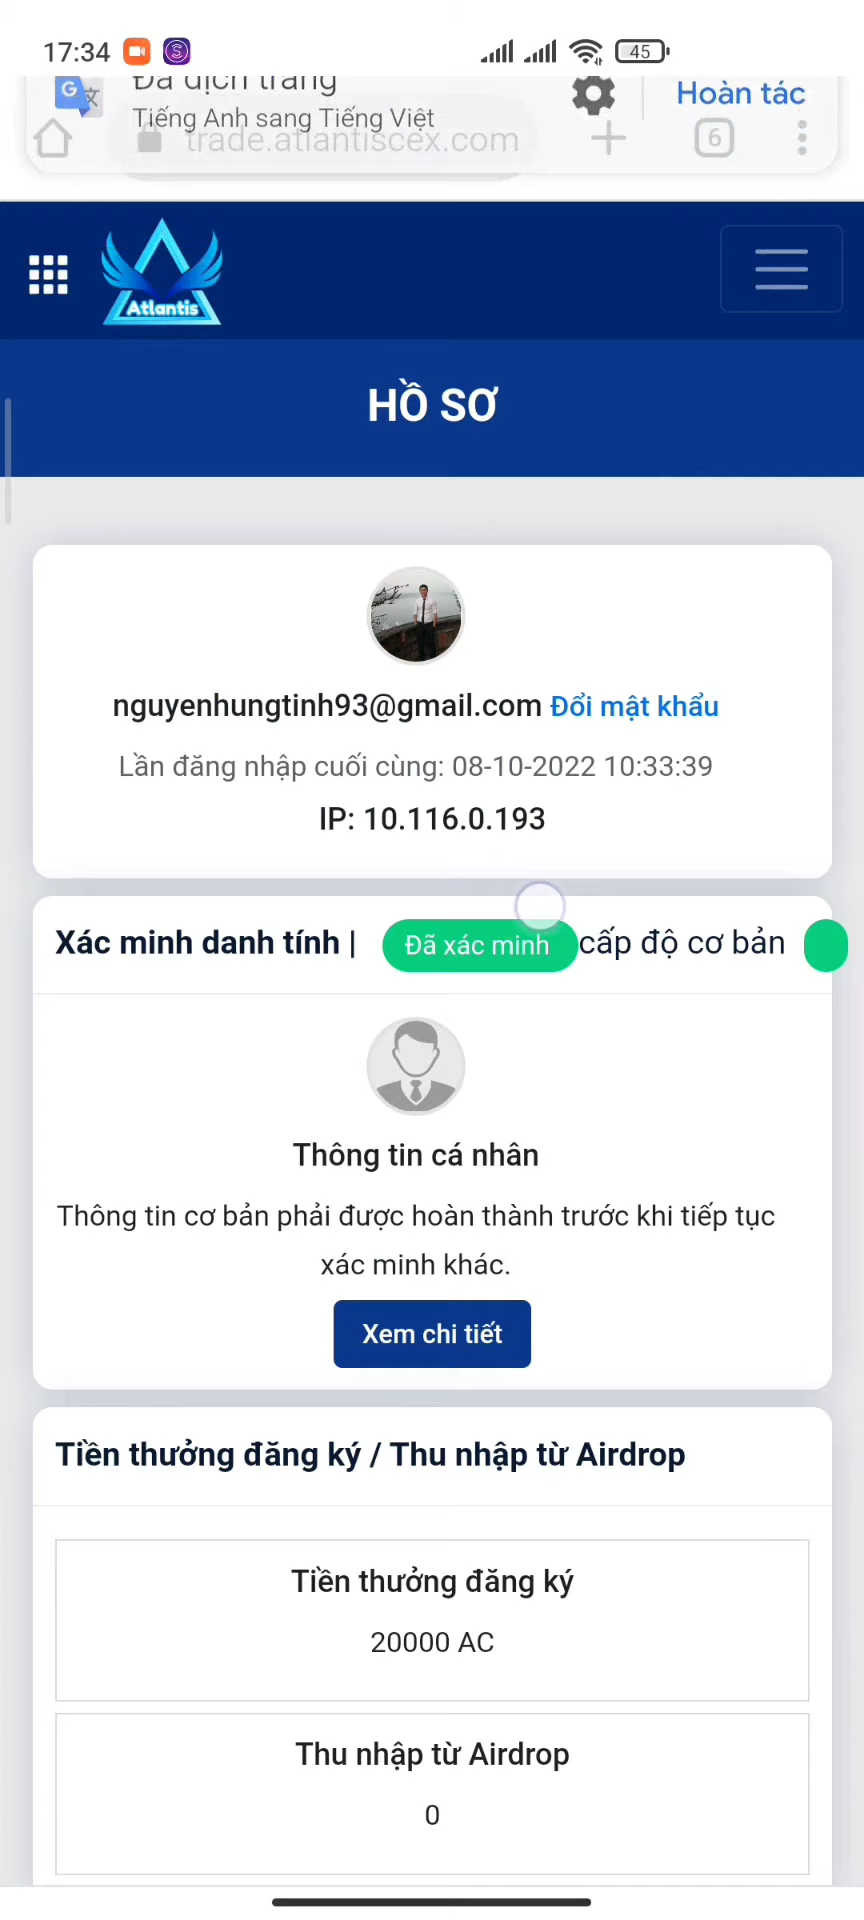 17:34
45
Đã dịch trang
Tiếng Anh sang Tiếng Việt
Hoàn tác
trade.atlantiscex.com
6
Atlantis
HỒ SƠ
nguyenhungtinh93@gmail.com Đổi mật khẩu
Lần đăng nhập cuối cùng: 08-10-2022 10:33:39
IP: 10.116.0.193
Xác minh danh tính | Đã xác minh cấp độ cơ bản
Thông tin cá nhân
Thông tin cơ bản phải được hoàn thành trước khi tiếp tục
xác minh khác.
Xem chi tiết
Tiền thưởng đăng ký / Thu nhập từ Airdrop
Tiền thưởng đăng ký
20000 AC
Thu nhập từ Airdrop
0